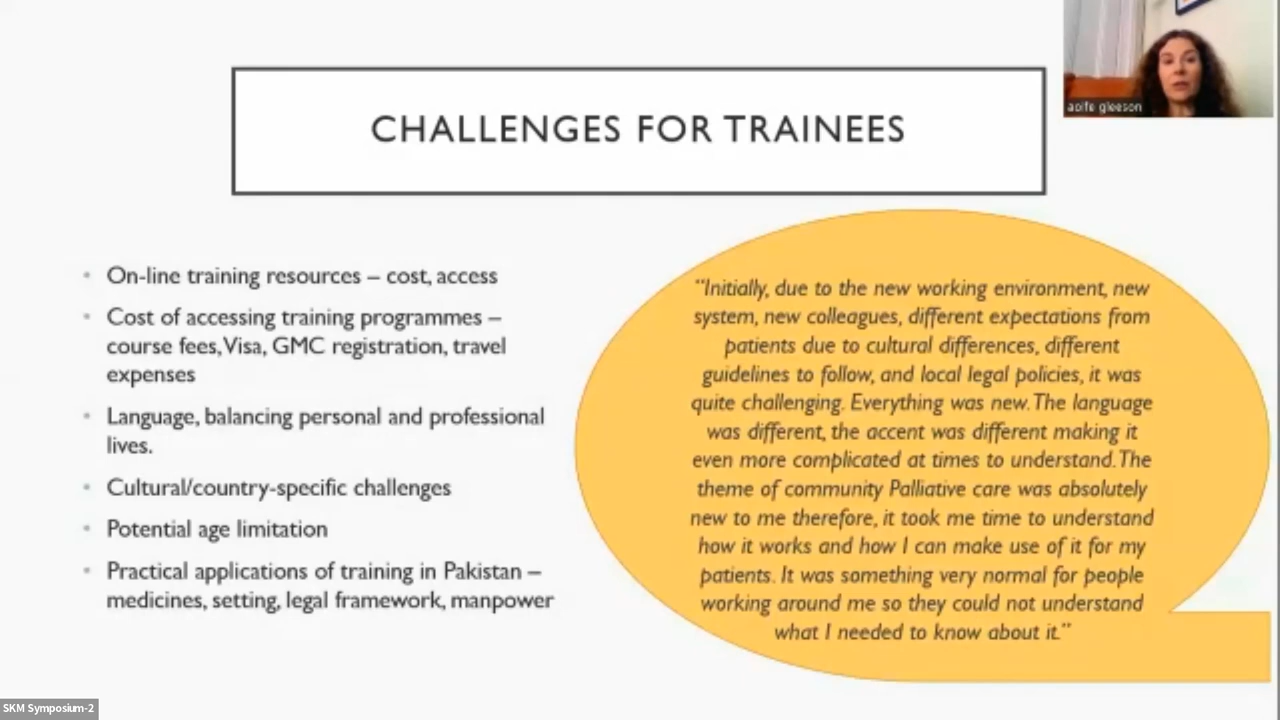 CHALLENGES FOR TRAINEES
aoife gleeson
• On-line training resources – cost, access
• Cost of accessing training programmes –
course fees, Visa, GMC registration, travel
expenses
• Language, balancing personal and professional
lives.
• Cultural/country-specific challenges
• Potential age limitation
• Practical applications of training in Pakistan –
medicines, setting, legal framework, manpower
“Initially, due to the new working environment, new
system, new colleagues, different expectations from
patients due to cultural differences, different
guidelines to follow, and local legal policies, it was
quite challenging. Everything was new. The language
was different, the accent was different making it
even more complicated at times to understand. The
theme of community Palliative care was absolutely
new to me therefore, it took me time to understand
how it works and how I can make use of it for my
patients. It was something very normal for people
working around me so they could not understand
what I needed to know about it.”
SKM Symposium-2